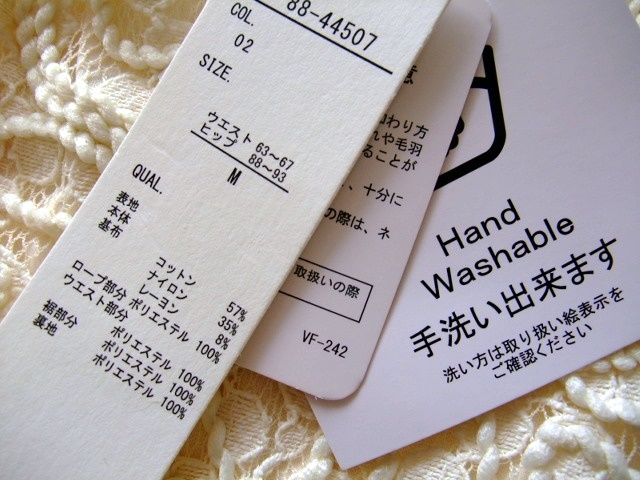 88-44507
COL.
02
SIZE.
ウエスト 63～67
ヒップ 88～93
M
QUAL.
表地
本体
基布
コットン 57%
ナイロン 35%
レーヨン 8%
ロープ部分 ポリエステル 100%
ウエスト部分
ポリエステル 100%
裾部分 ポリエステル 100%
裏地 ポリエステル 100%
わり方
れや毛羽
ることが
、十分に
の際は、ネ
取扱いの際
VF-242
Hand
Washable
手洗い出来ます
洗い方は取り扱い絵表示を
ご確認ください